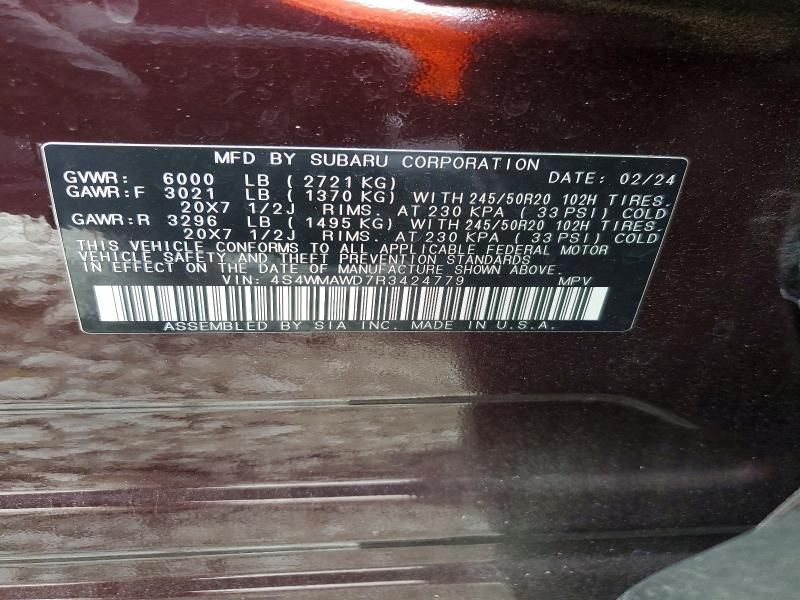 MFD BY SUBARU CORPORATION
GVWR: 6000 LB ( 2721 KG) DATE: 02/24
GAWR:F 3021 LB ( 1370 KG) WITH 245/50R20 102H TIRES.
20X7 1/2J RIMS. AT 230 KPA ( 33 PSI) COLD
GAWR:R 3296 LB ( 1495 KG) WITH 245/50R20 102H TIRES.
20X7 1/2J RIMS. AT 230 KPA ( 33 PSI) COLD
THIS VEHICLE CONFORMS TO ALL APPLICABLE FEDERAL MOTOR
VEHICLE SAFETY AND THEFT PREVENTION STANDARDS
IN EFFECT ON THE DATE OF MANUFACTURE SHOWN ABOVE.
VIN: 4S4WMAWD7R3424779 MPV
ASSEMBLED BY SIA INC. MADE IN U.S.A.